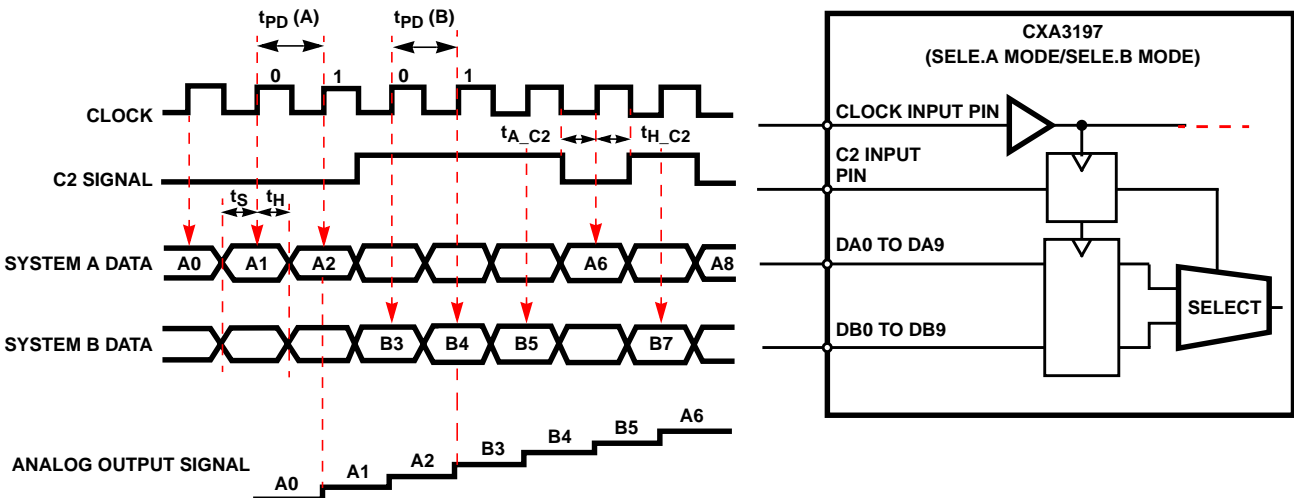 tPD (A)
tPD (B)
0
1
0
1
CLOCK
tA_C2
tH_C2
C2 SIGNAL
tS
tH
SYSTEM A DATA
A0
A1
A2
A6
A8
SYSTEM B DATA
B3
B4
B5
B7
ANALOG OUTPUT SIGNAL
A0
A1
A2
B3
B4
B5
A6
CXA3197
(SELE.A MODE/SELE.B MODE)
CLOCK INPUT PIN
C2 INPUT
PIN
DA0 TO DA9
SELECT
DB0 TO DB9